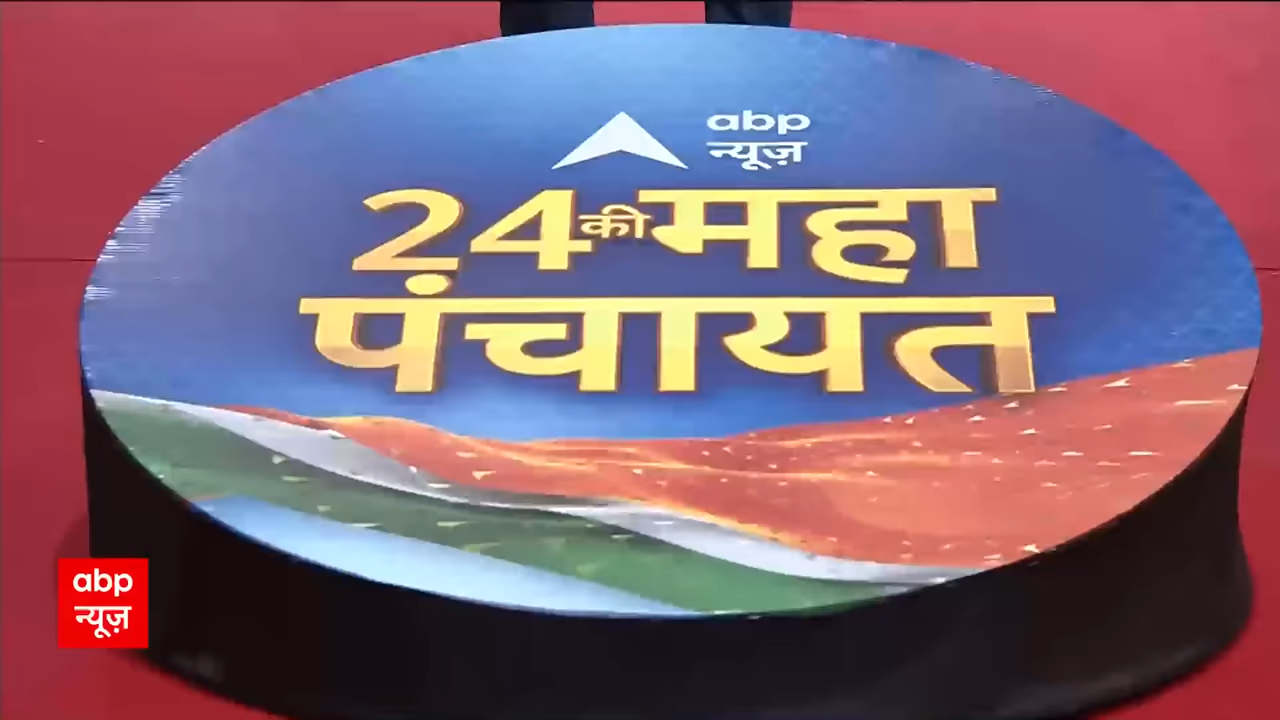 abp
न्यूज़
24 की महा
पंचायत
abp
न्यूज़